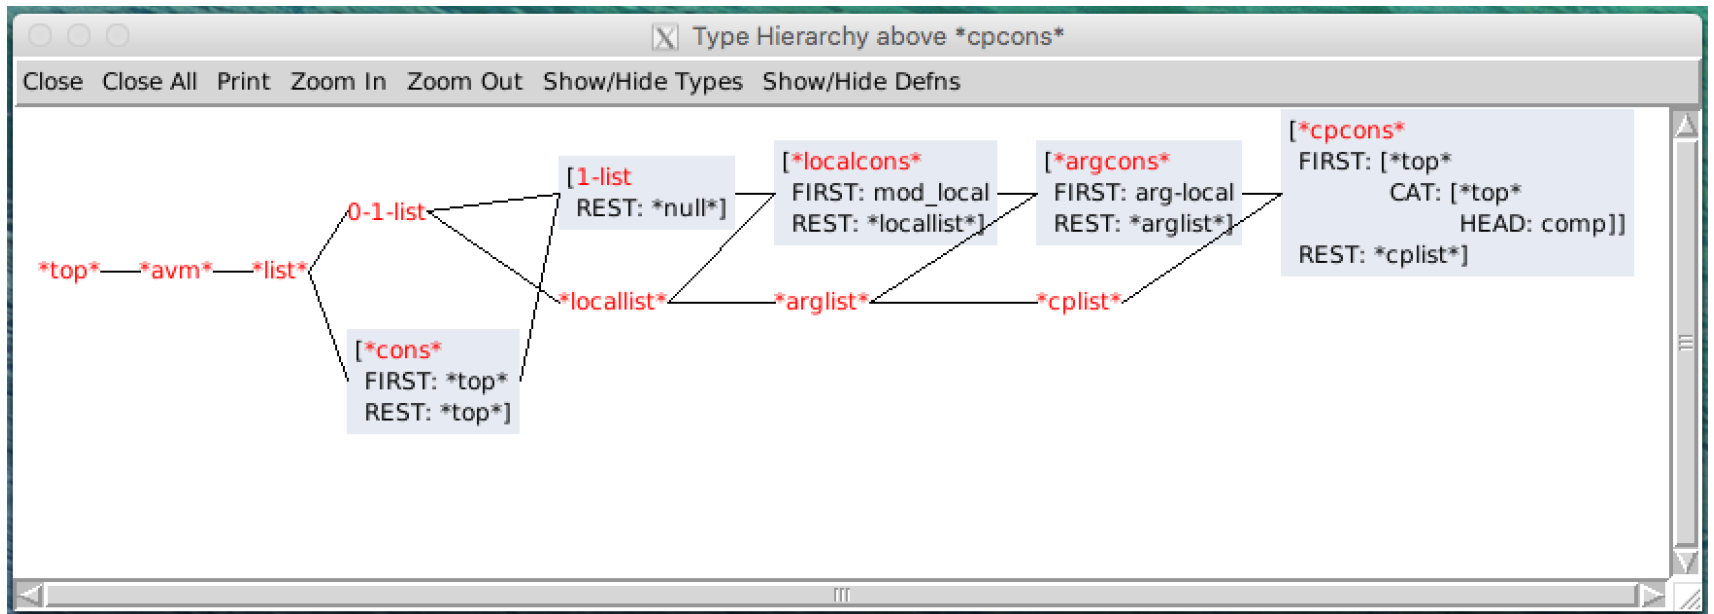 Type Hierarchy above *cpcons*
Close Close All Print Zoom In Zoom Out Show/Hide Types Show/Hide Defns
[*cpcons*
FIRST: [*top*
CAT: [*top*
HEAD: comp]]
REST: *cplist*]
[*localcons*
FIRST: mod_local
REST: *locallist*]
[*argcons*
FIRST: arg-local
REST: *arglist*]
[1-list
REST: *null*]
0-1-list
*top* *avm* *list*
*locallist* *arglist* *cplist*
[*cons*
FIRST: *top*
REST: *top*]